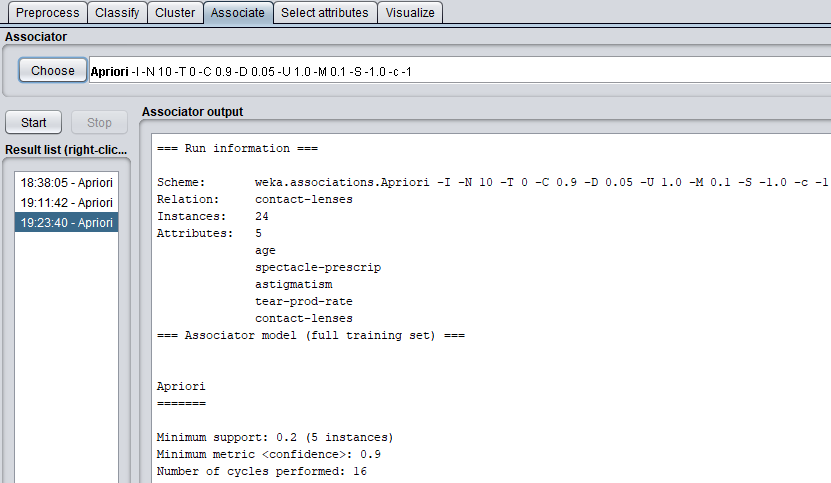 Preprocess Classify Cluster Associate Select attributes Visualize
Associator
Choose Apriori -I -N 10 -T 0 -C 0.9 -D 0.05 -U 1.0 -M 0.1 -S -1.0 -c -1
Start Stop
Result list (right-clic...
18:38:05 - Apriori
19:11:42 - Apriori
19:23:40 - Apriori
Associator output
=== Run information ===
Scheme: weka.associations.Apriori -I -N 10 -T 0 -C 0.9 -D 0.05 -U 1.0 -M 0.1 -S -1.0 -c -1
Relation: contact-lenses
Instances: 24
Attributes: 5
age
spectacle-prescrip
astigmatism
tear-prod-rate
contact-lenses
=== Associator model (full training set) ===
Apriori
=======
Minimum support: 0.2 (5 instances)
Minimum metric <confidence>: 0.9
Number of cycles performed: 16